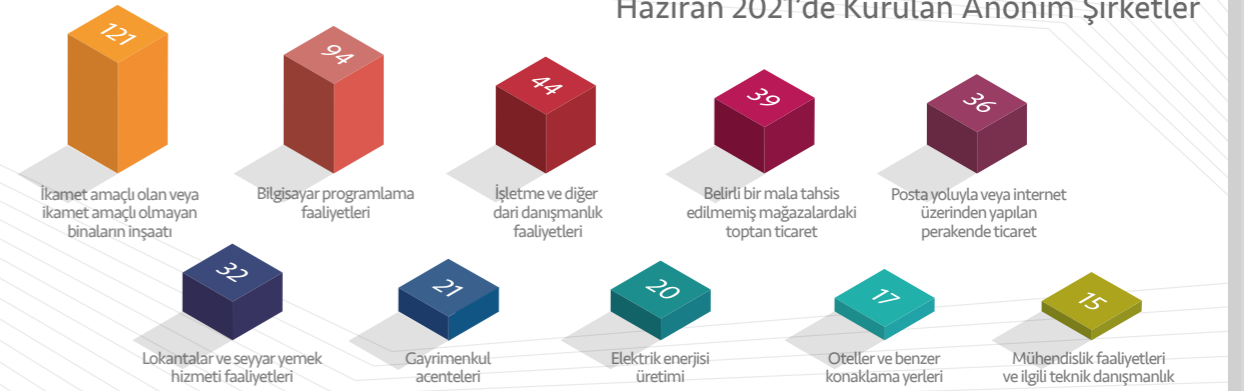 Haziran 2021'de Kurulan Anonim Şirketler
121
94
44
39
36
İkamet amaçlı olan veya
ikamet amaçlı olmayan
binaların inşaatı
Bilgisayar programlama
faaliyetleri
İşletme ve diğer
dari danışmanlık
faaliyetleri
Belirli bir mala tahsis
edilmemiş mağazalardaki
toptan ticaret
Posta yoluyla veya internet
üzerinden yapılan
perakende ticaret
32
21
20
17
15
Lokantalar ve seyyar yemek
hizmeti faaliyetleri
Gayrimenkul
acenteleri
Elektrik enerjisi
üretimi
Oteller ve benzer
konaklama yerleri
Mühendislik faaliyetleri
ve ilgili teknik danışmanlık